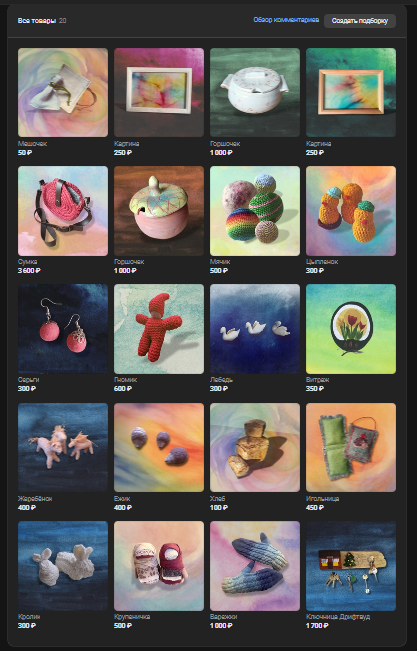 Все товары 20
Обзор комментариев
Создать подборку
Мешочек
50 ₽
Картина
250 ₽
Горшочек
1 000 ₽
Картина
250 ₽
Сумка
3 600 ₽
Горшочек
1 000 ₽
Мячик
500 ₽
Цыпленок
300 ₽
Серьги
300 ₽
Гномик
600 ₽
Лебедь
300 ₽
Витраж
350 ₽
Жеребёнок
400 ₽
Ежик
400 ₽
Хлеб
100 ₽
Игольница
450 ₽
Кролик
300 ₽
Крупеничка
500 ₽
Варежки
1 000 ₽
Ключница Дрифтвуд
1 700 ₽